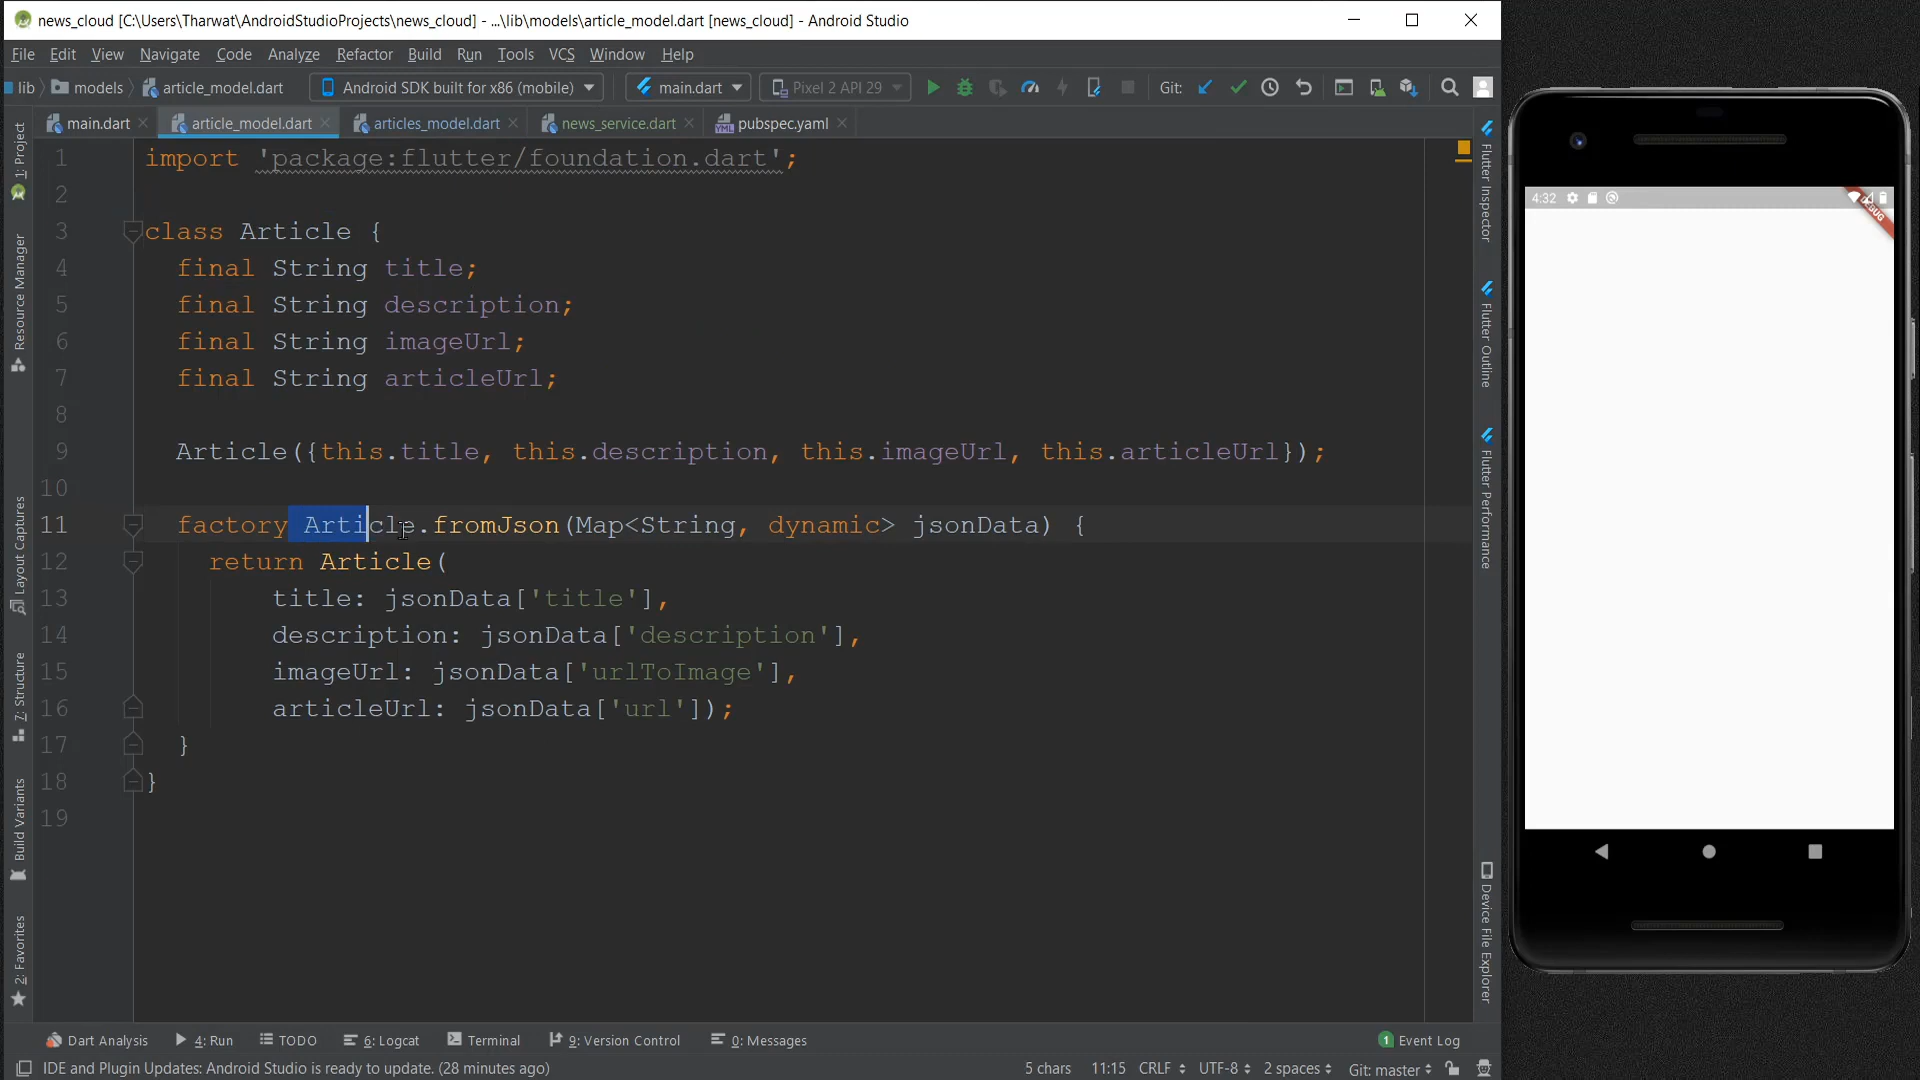 news_cloud [C:\Users\Tharwat\AndroidStudioProjects\news_cloud] - ...\lib\models\article_model.dart [news_cloud] - Android Studio
File Edit View Navigate Code Analyze Refactor Build Run Tools VCS Window Help
lib models article_model.dart Android SDK built for x86 (mobile) main.dart Pixel 2 API 29 Git:
main.dart article_model.dart articles_model.dart news_service.dart pubspec.yaml
1 import 'package:flutter/foundation.dart';
2
3 class Article {
4 final String title;
5 final String description;
6 final String imageUrl;
7 final String articleUrl;
8
9 Article({this.title, this.description, this.imageUrl, this.articleUrl});
10
11 factory Article.fromJson(Map<String, dynamic> jsonData) {
12 return Article(
13 title: jsonData['title'],
14 description: jsonData['description'],
15 imageUrl: jsonData['urlToImage'],
16 articleUrl: jsonData['url']);
17 }
18 }
19
1: Project
Resource Manager
Layout Captures
7: Structure
Build Variants
2: Favorites
Flutter Inspector
Flutter Outline
Flutter Performance
Device File Explorer
4:32
DEBUG
Dart Analysis 4: Run TODO 6: Logcat Terminal 9: Version Control 0: Messages 1 Event Log
IDE and Plugin Updates: Android Studio is ready to update. (28 minutes ago) 5 chars 11:15 CRLF UTF-8 2 spaces Git: master